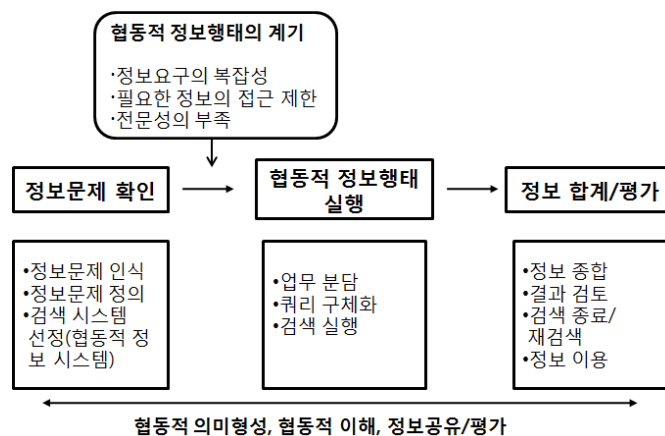 협동적 정보행태의 계기
·정보요구의 복잡성
·필요한 정보의 접근 제한
·전문성의 부족
정보문제 확인
협동적 정보행태
실행
정보 합계/평가
•정보문제 인식
•정보문제 정의
•검색 시스템
선정(협동적 정
보 시스템)
•업무 분담
•쿼리 구체화
•검색 실행
•정보 종합
•결과 검토
•검색 종료/
재검색
•정보 이용
협동적 의미형성, 협동적 이해, 정보공유/평가